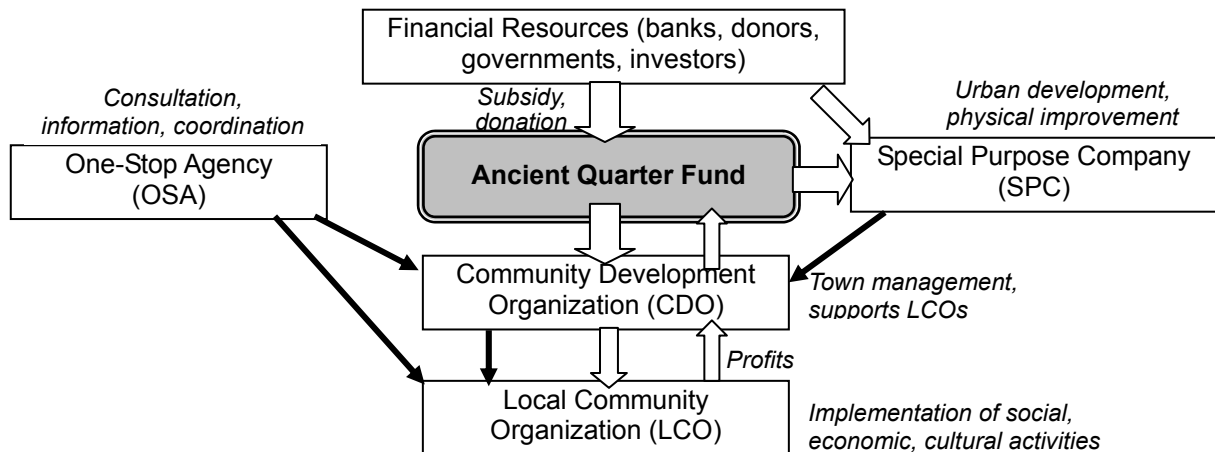 Financial Resources (banks, donors,
governments, investors)
Consultation,
information, coordination
Subsidy,
donation
Urban development,
physical improvement
One-Stop Agency
(OSA)
Ancient Quarter Fund
Special Purpose Company
(SPC)
Community Development
Organization (CDO)
Town management,
supports LCOs
Profits
Local Community
Organization (LCO)
Implementation of social,
economic, cultural activities